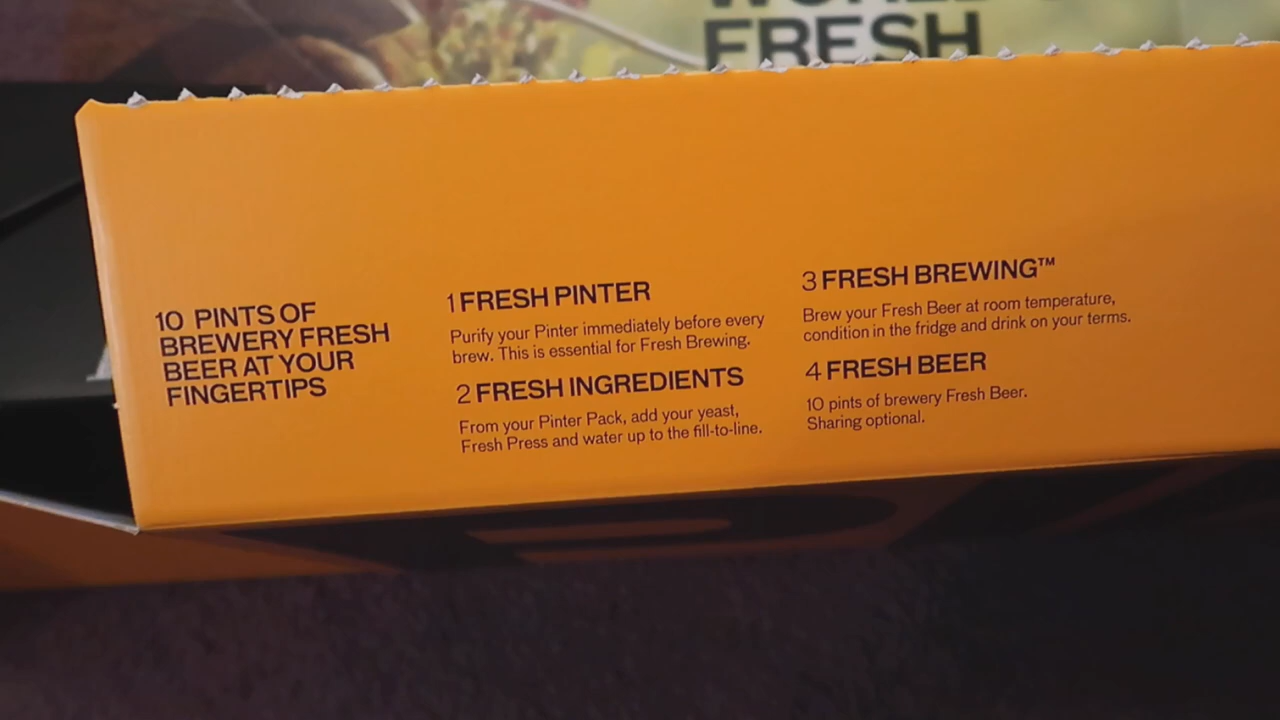 FRESH
10 PINTS OF
BREWERY FRESH
BEER AT YOUR
FINGERTIPS
1 FRESH PINTER
Purify your Pinter immediately before every
brew. This is essential for Fresh Brewing.
2 FRESH INGREDIENTS
From your Pinter Pack, add your yeast,
Fresh Press and water up to the fill-to-line.
3 FRESH BREWING™
Brew your Fresh Beer at room temperature,
condition in the fridge and drink on your terms.
4 FRESH BEER
10 pints of brewery Fresh Beer.
Sharing optional.